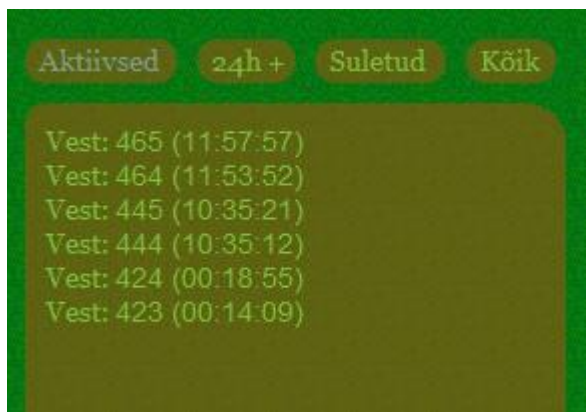 Aktiivsed 24h + Suletud Kõik
Vest: 465 (11:57:57)
Vest: 464 (11:53:52)
Vest: 445 (10:35:21)
Vest: 444 (10:35:12)
Vest: 424 (00:18:55)
Vest: 423 (00:14:09)